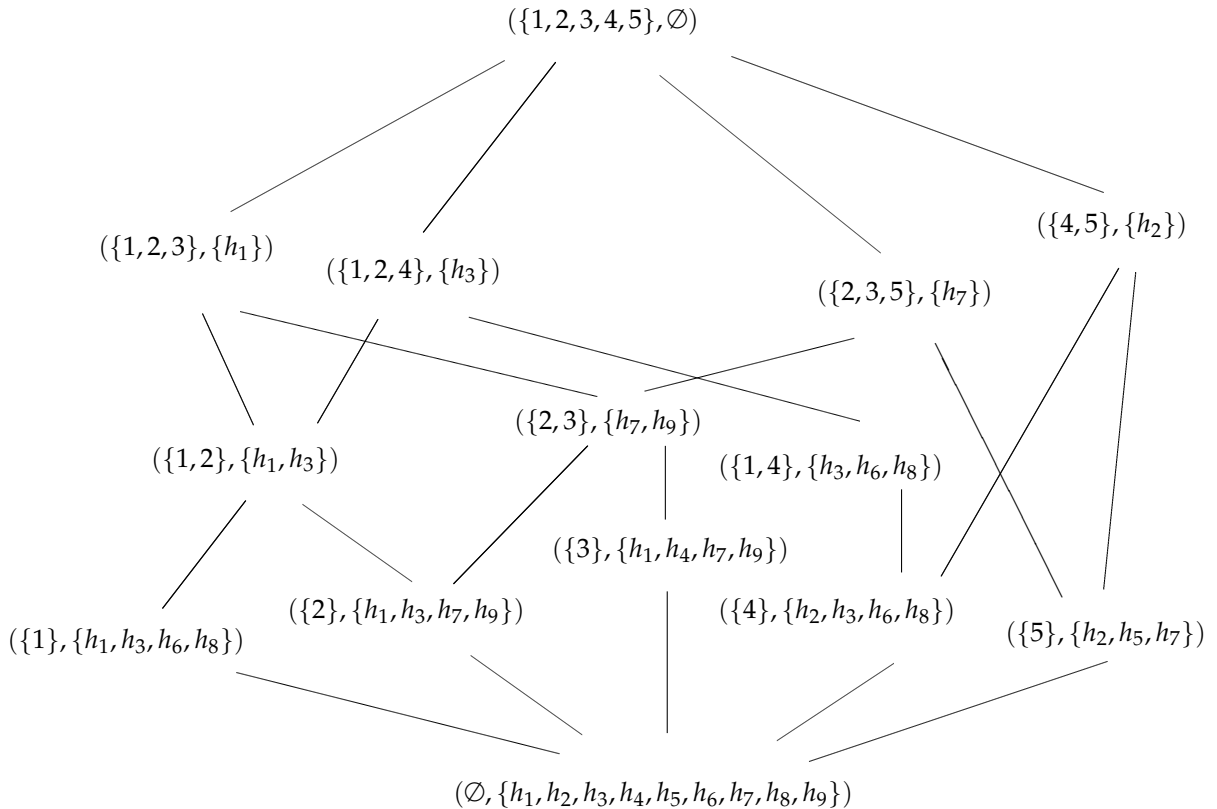 ({1, 2, 3, 4, 5}, ∅)
({4, 5}, {h₂})
({1, 2, 3}, {h₁})
({1, 2, 4}, {h₃})
({2, 3, 5}, {h₇})
({2, 3}, {h₇, h₉})
({1, 2}, {h₁, h₃})
({1, 4}, {h₃, h₆, h₈})
({3}, {h₁, h₄, h₇, h₉})
({2}, {h₁, h₃, h₇, h₉})
({4}, {h₂, h₃, h₆, h₈})
({1}, {h₁, h₃, h₆, h₈})
({5}, {h₂, h₅, h₇})
(∅, {h₁, h₂, h₃, h₄, h₅, h₆, h₇, h₈, h₉})